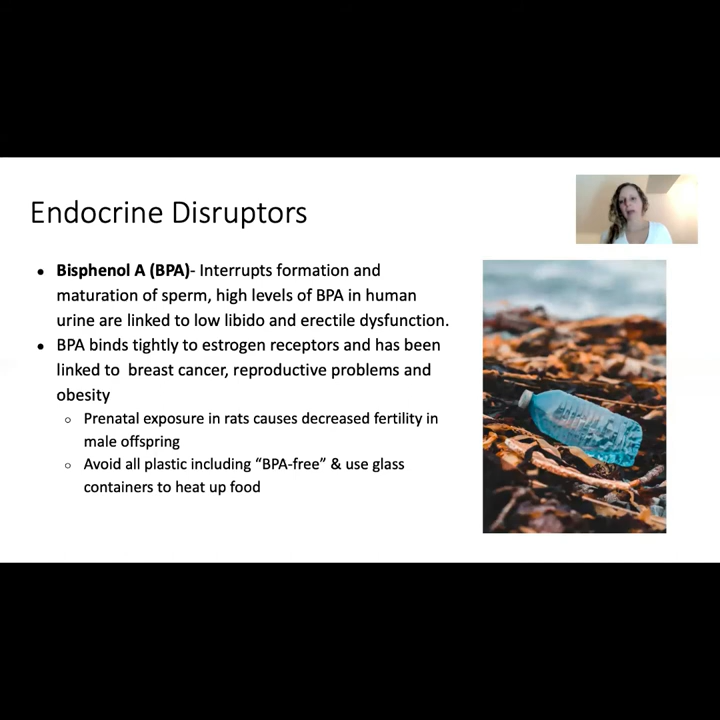 Endocrine Disruptors
• Bisphenol A (BPA)- Interrupts formation and
maturation of sperm, high levels of BPA in human
urine are linked to low libido and erectile dysfunction.
• BPA binds tightly to estrogen receptors and has been
linked to  breast cancer, reproductive problems and
obesity
○ Prenatal exposure in rats causes decreased fertility in
male offspring
○ Avoid all plastic including “BPA-free” & use glass
containers to heat up food